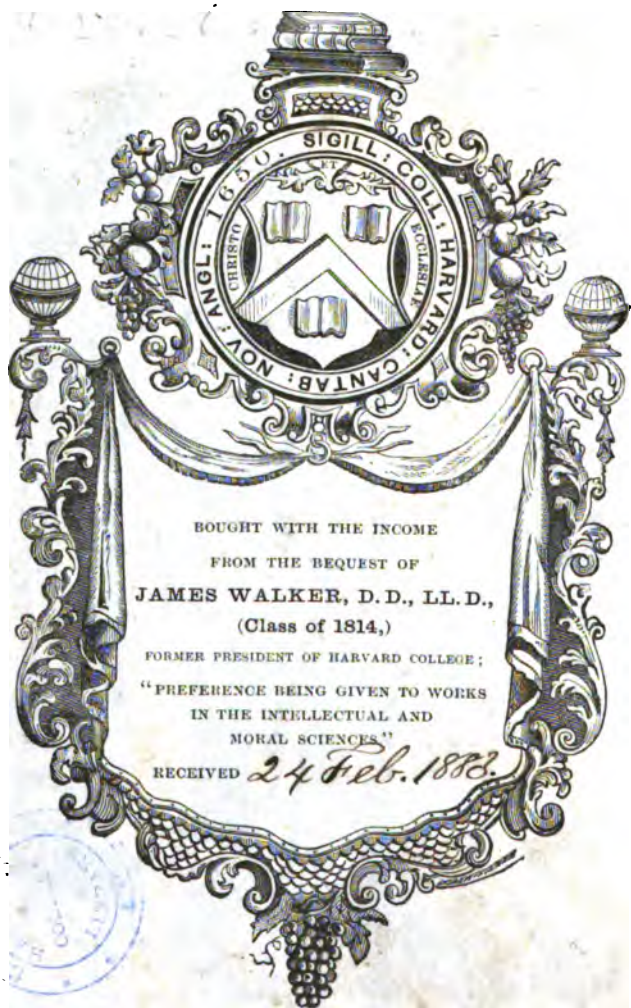 SIGILL: COLL: HARVARD: CANTAB: NOV: ANGL: 1650.
ET
CHRISTO
ECCLESIAE
BOUGHT WITH THE INCOME
FROM THE BEQUEST OF
JAMES WALKER, D.D., LL.D.,
(Class of 1814,)
FORMER PRESIDENT OF HARVARD COLLEGE;
"PREFERENCE BEING GIVEN TO WORKS
IN THE INTELLECTUAL AND
MORAL SCIENCES."
RECEIVED 24 Feb. 1883.